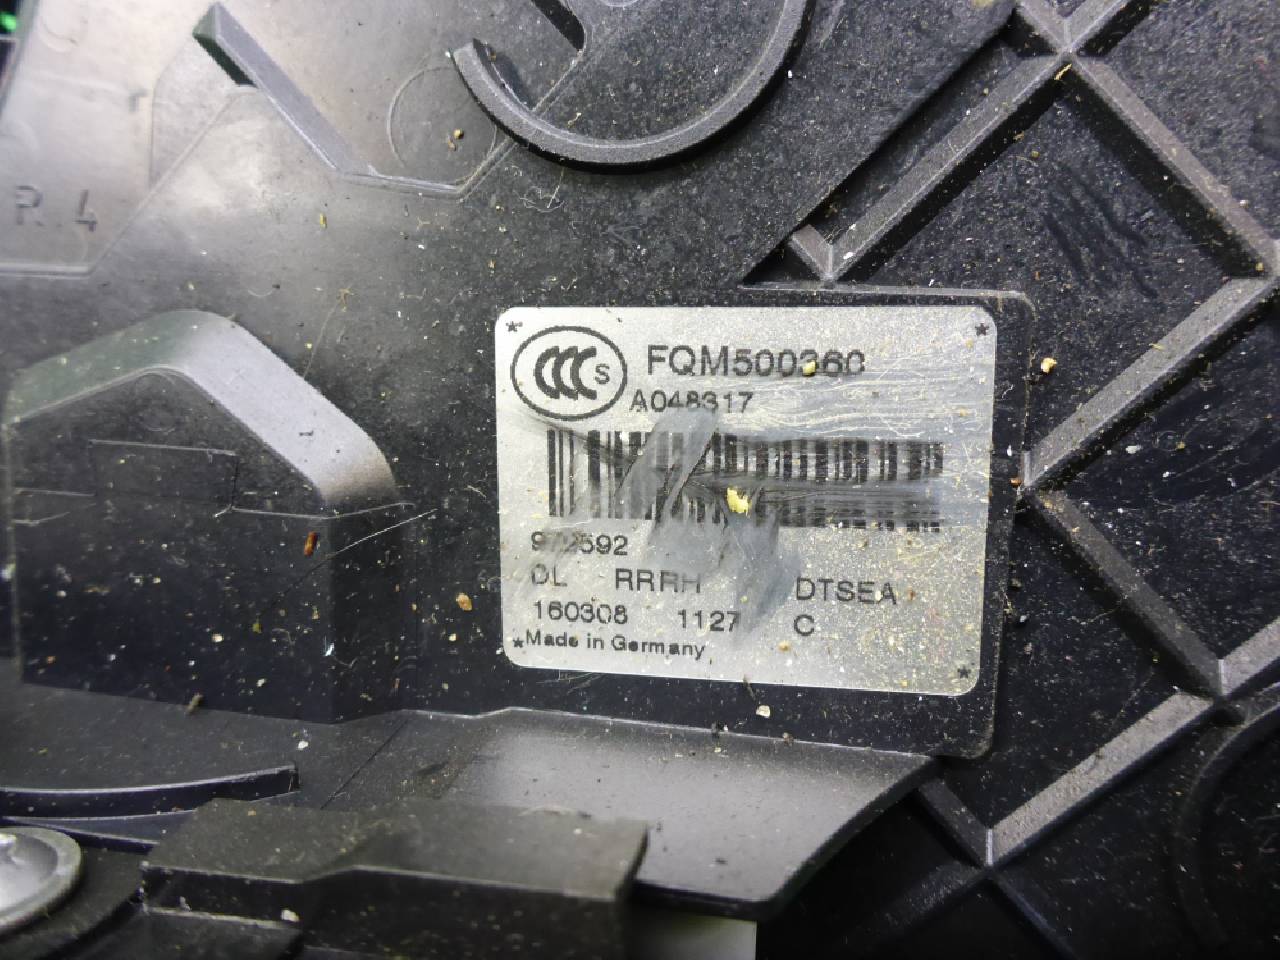 R.4
CCC S FQM500360
A048317
972592
DL RRRH DTSEA
160308 1127 C
Made in Germany